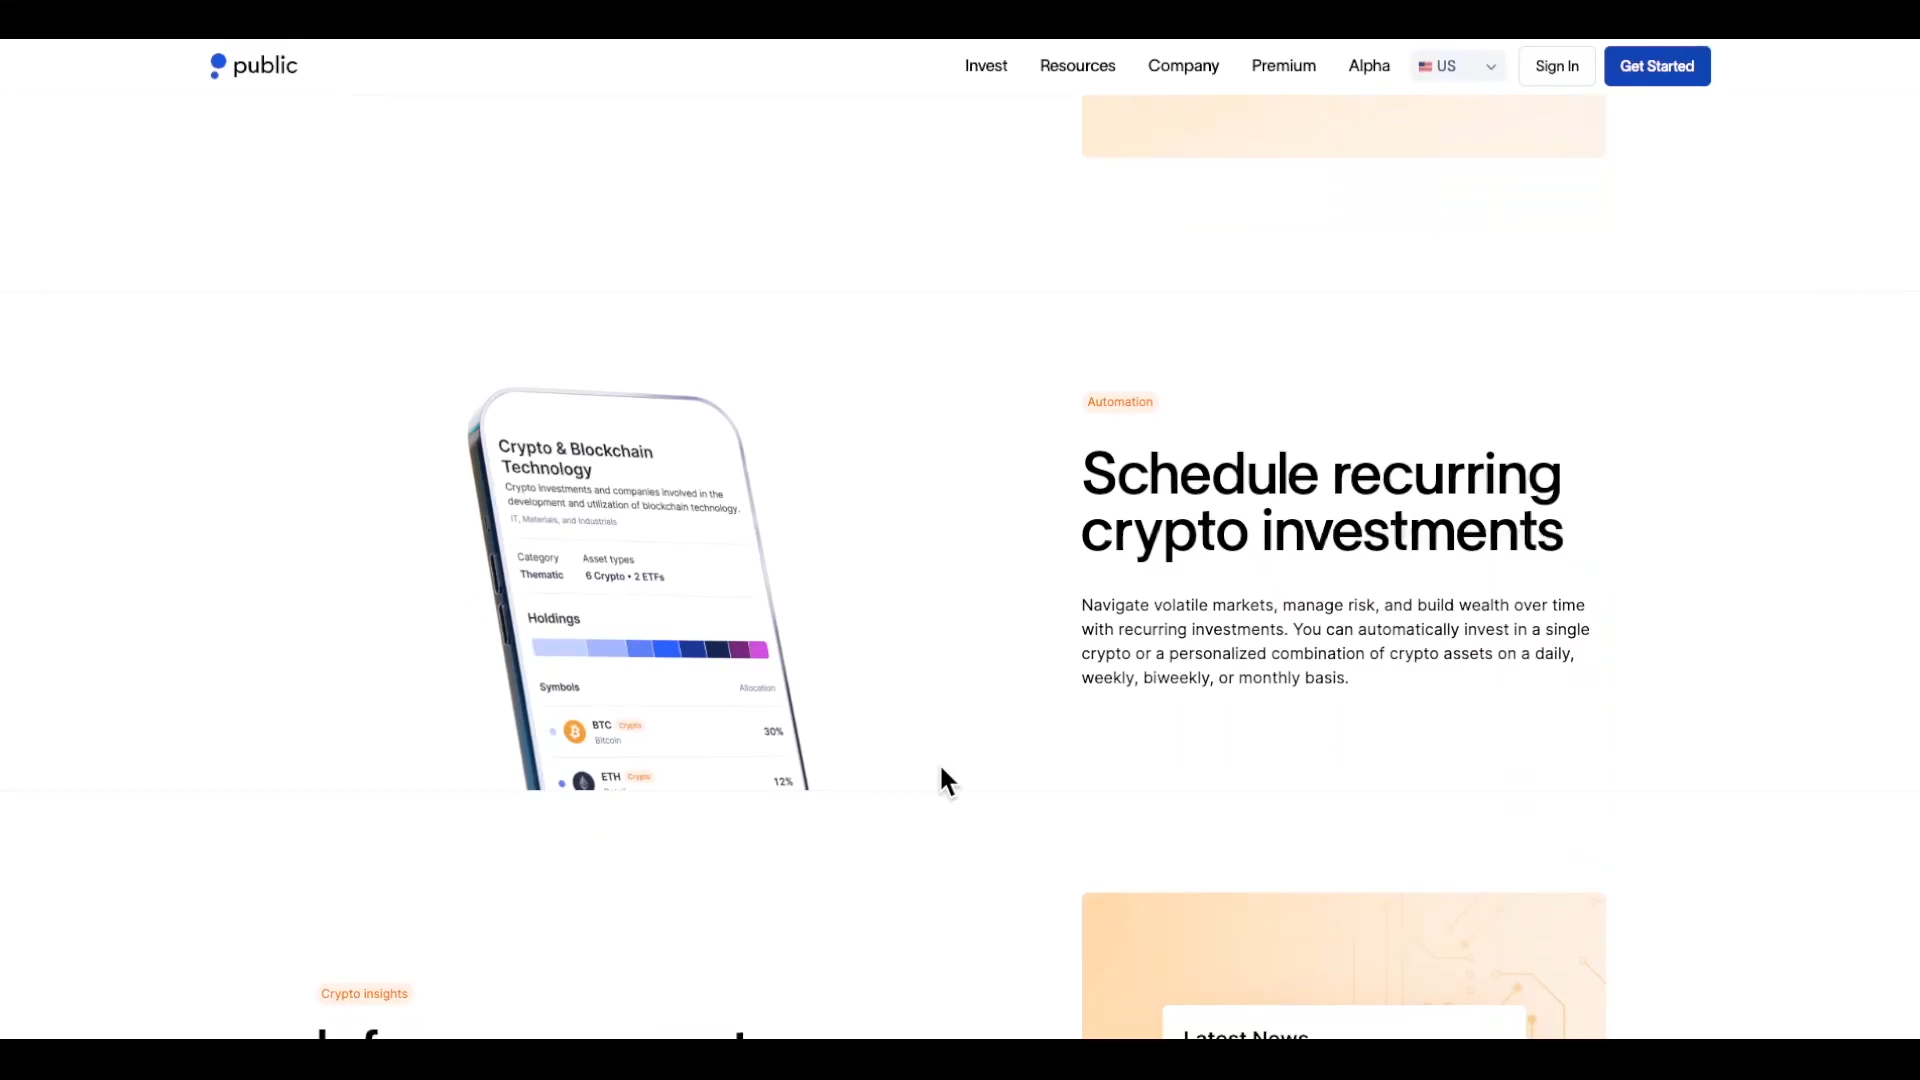 public
Invest
Resources
Company
Premium
Alpha
US
Sign In
Get Started
Crypto & Blockchain
Technology
Crypto investments and companies involved in the
development and utilization of blockchain technology.
IT, Materials, and Industrials
Category
Asset types
Thematic
6 Crypto • 2 ETFs
Holdings
Symbols
Allocation
BTC
Crypto
Bitcoin
30%
ETH
Crypto
12%
Automation
Schedule recurring
crypto investments
Navigate volatile markets, manage risk, and build wealth over time
with recurring investments. You can automatically invest in a single
crypto or a personalized combination of crypto assets on a daily,
weekly, biweekly, or monthly basis.
Crypto insights
Latest News